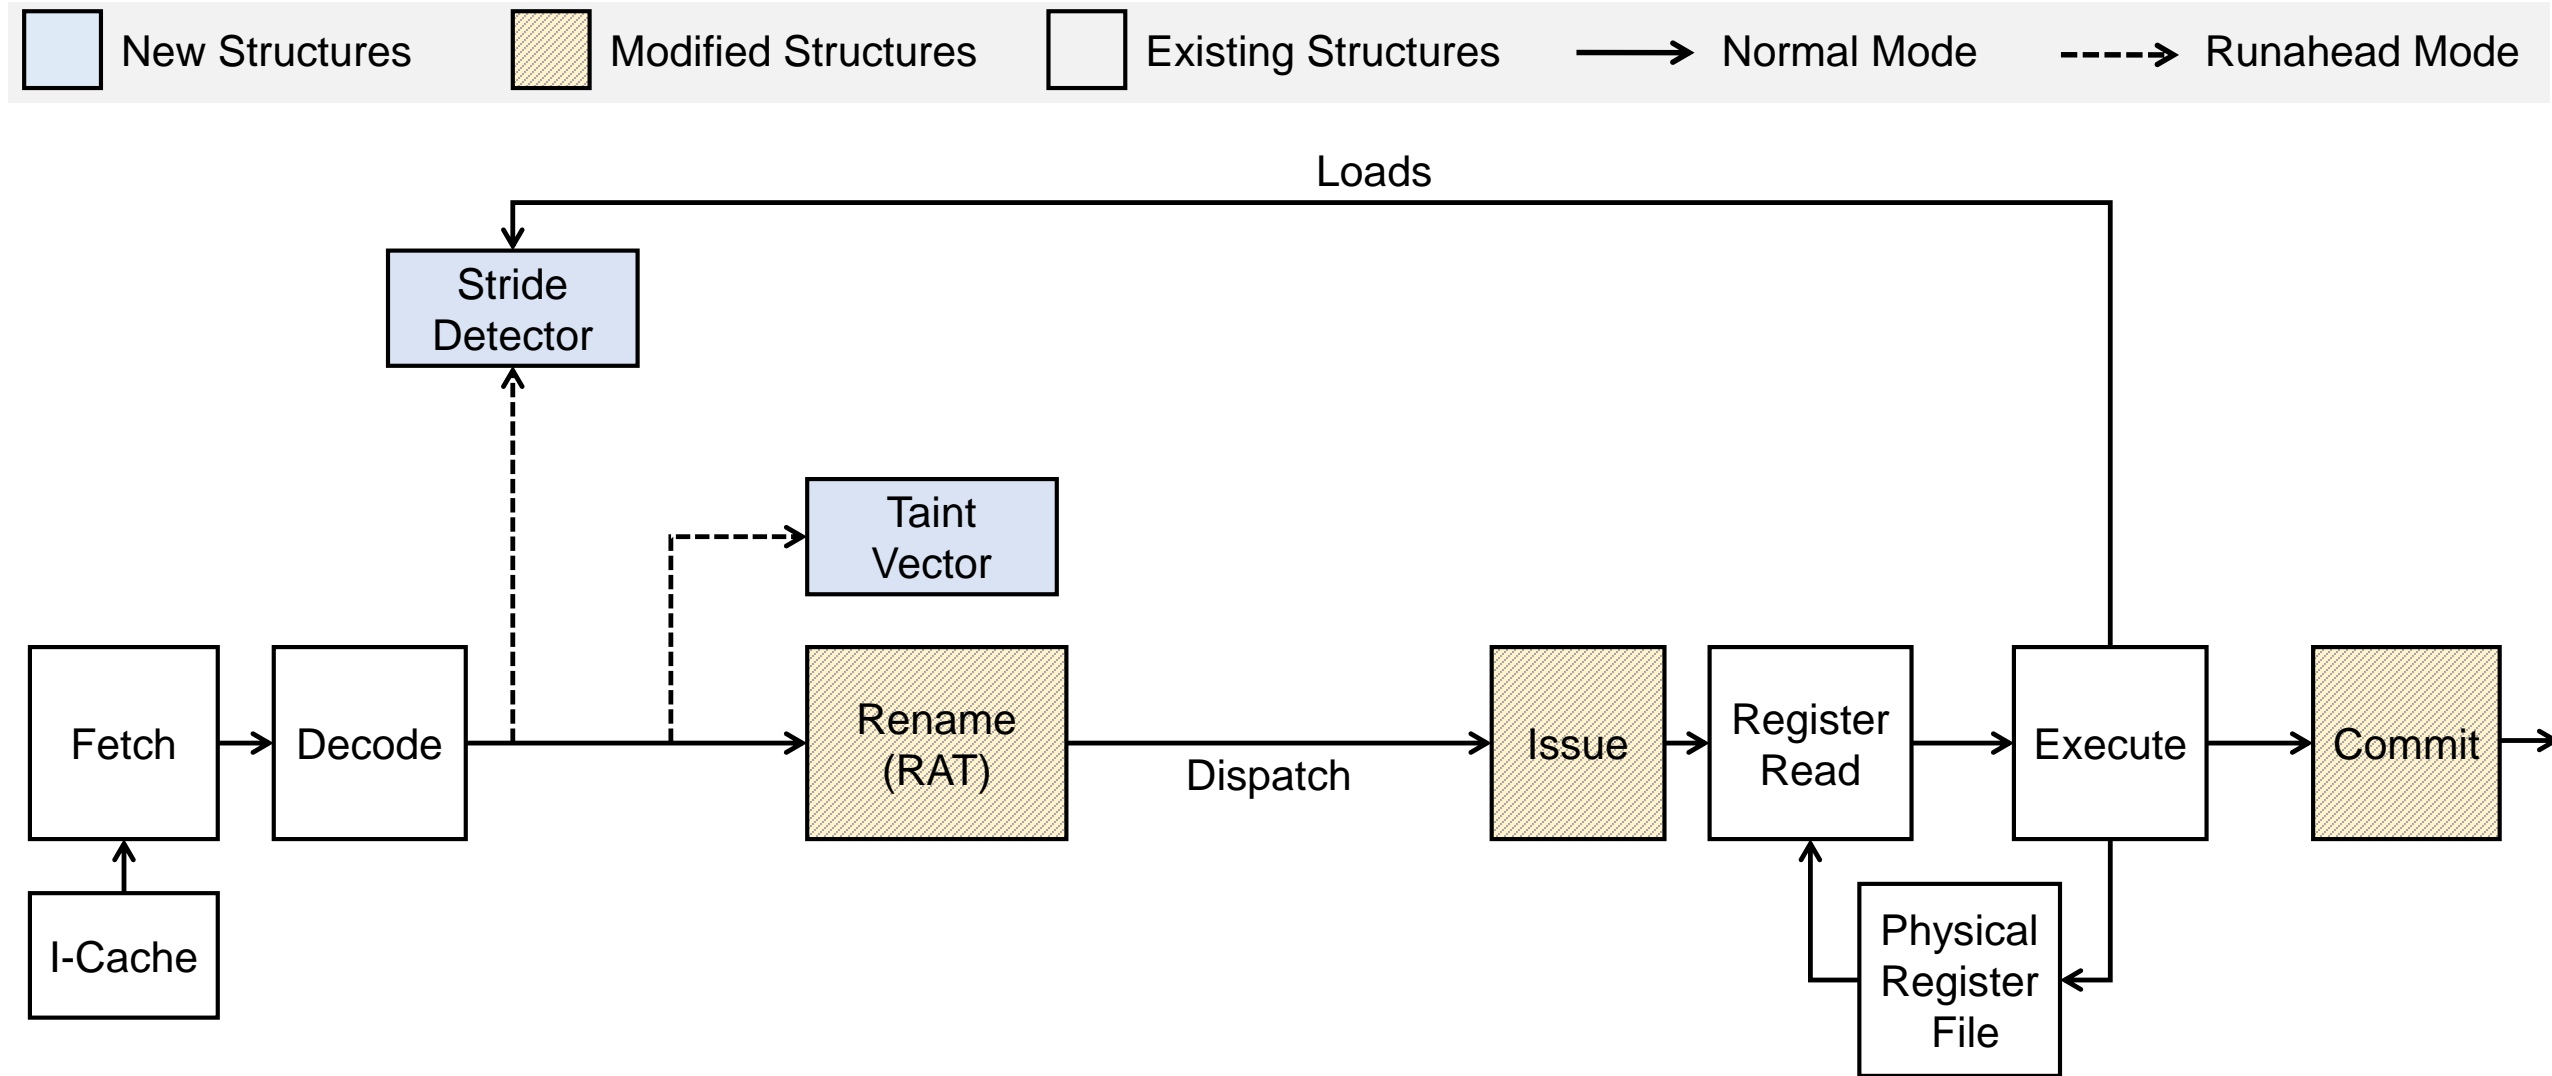 New Structures
Modified Structures
Existing Structures
Normal Mode
Runahead Mode
Loads
Stride
Detector
Taint
Vector
Fetch
Decode
Rename
(RAT)
Dispatch
Issue
Register
Read
Execute
Commit
I-Cache
Physical
Register
File